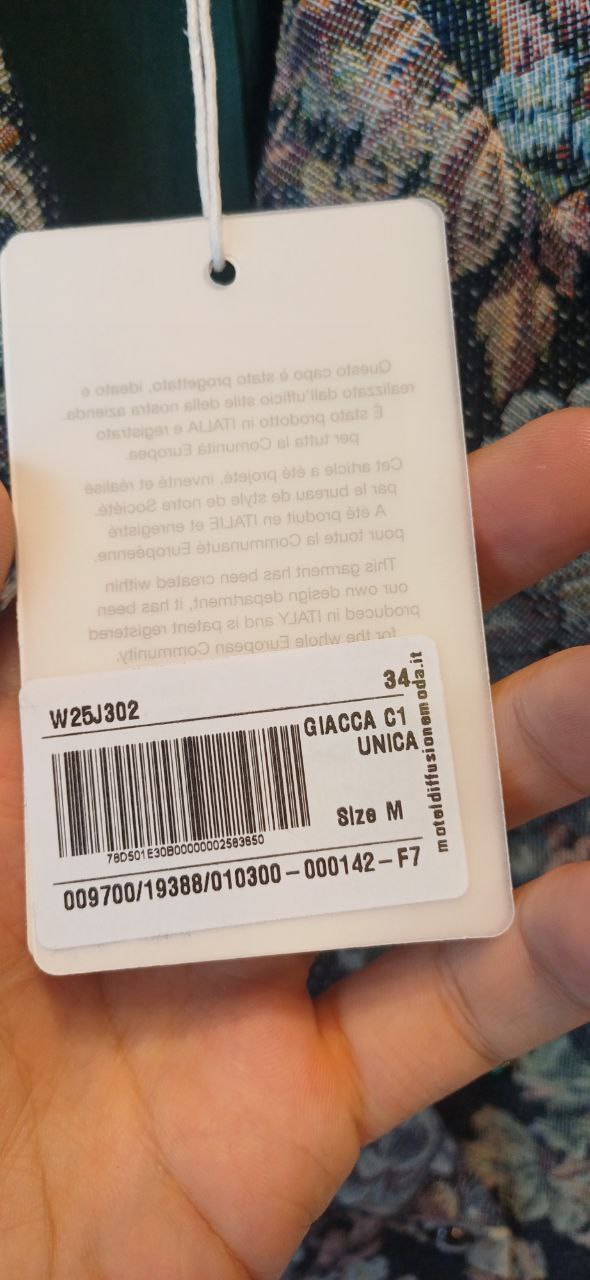 Questo capo è stato progettato, ideato e
realizzato dall'ufficio stile della nostra azienda.
È stato prodotto in ITALIA e registrato
per tutta la Comunità Europea.
Cet article a été projeté, inventé et réalisé
par le bureau de style de notre Société.
A été produit en ITALIE et enregistré
pour toute la Communauté Européenne.
This garment has been created within
our own design department, it has been
produced in ITALY and is patent registered
for the whole European Community.
W25J302
34
GIACCA C1
UNICA
Size M
78D501E30B00000002583650
009700/19388/010300-000142-F7
moteldiffusionemoda.it